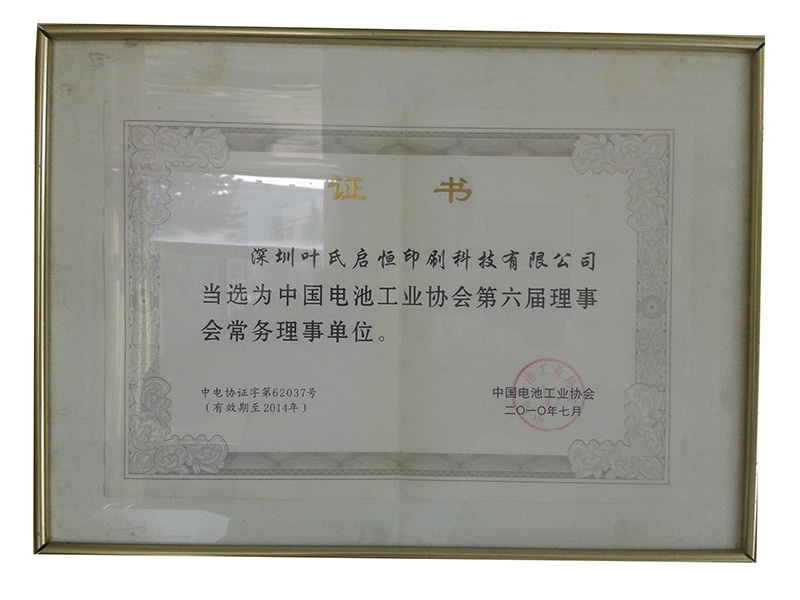 证 书
深圳叶氏启恒印刷科技有限公司
当选为中国电池工业协会第六届理事
会常务理事单位。
中电协证字第62037号
（有效期至2014年）
中国电池工业协会
二〇一〇年七月